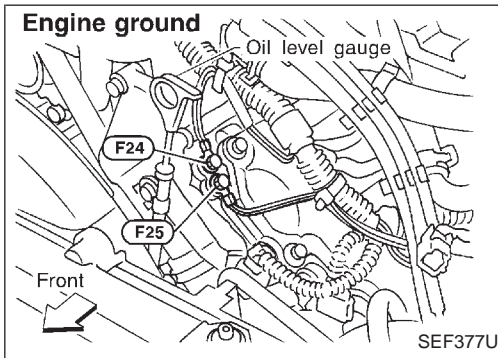 Engine ground
Oil level gauge
F24
F25
Front
SEF377U